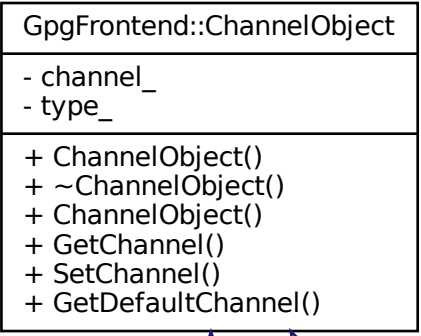 GpgFrontend::ChannelObject
- channel_
- type_
+ ChannelObject()
+ ~ChannelObject()
+ ChannelObject()
+ GetChannel()
+ SetChannel()
+ GetDefaultChannel()